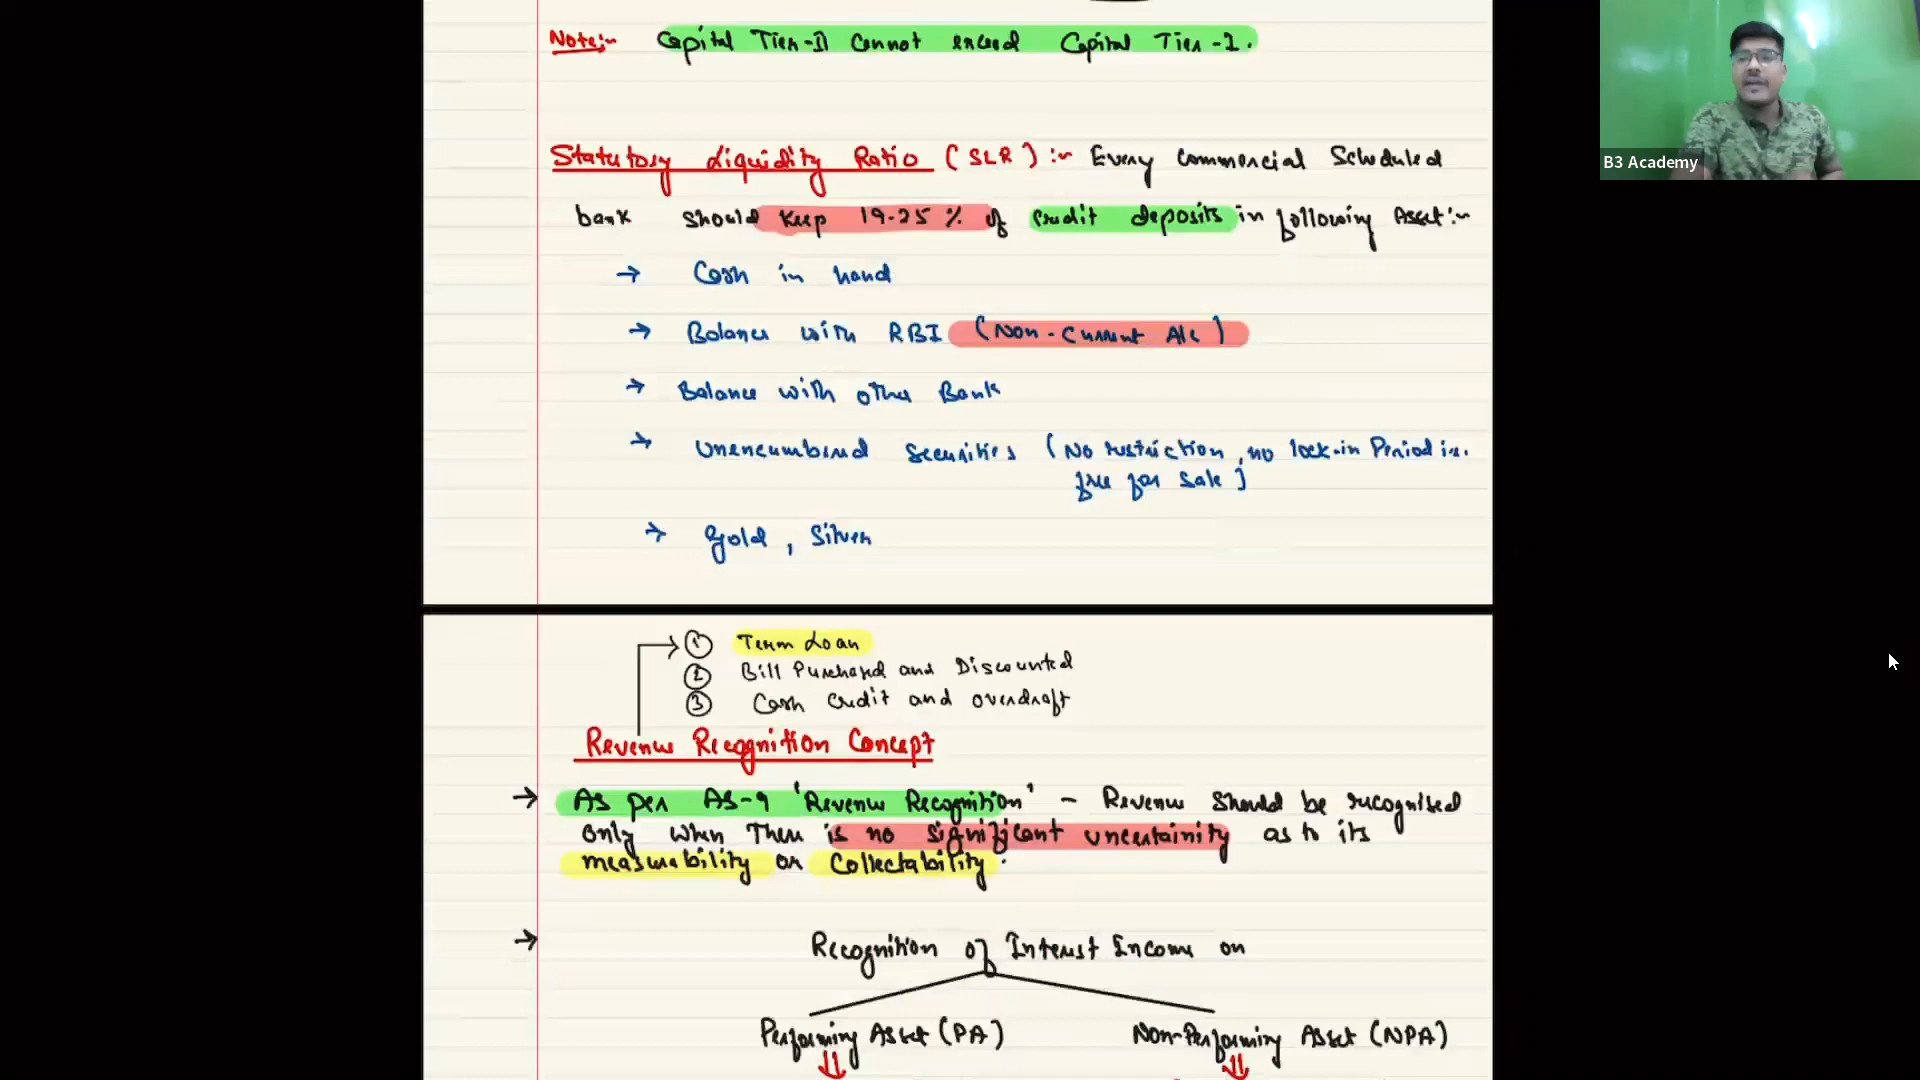 Note:- Capital Tier-II Cannot exceed Capital Tier-I.
B3 Academy
Statutory Liquidity Ratio (SLR) :- Every Commercial Scheduled
bank should keep 19-25 % of credit deposits in following Asset:-
→ Cash in hand
→ Balance with RBI (Non-Current A/c)
→ Balance with other Bank
→ Unencumbered Securities (No restriction, no lock-in Period i.e.
free for sale)
→ Gold, Silver
① Term Loan
② Bill Purchased and Discounted
③ Cash Credit and overdraft
Revenue Recognition Concept
→ As per AS-9 'Revenue Recognition' - Revenue should be recognised
only when there is no significant uncertainity as to its
measurability or Collectability.
→ Recognition of Interest Income on
Performing Asset (PA) Non-Performing Asset (NPA)